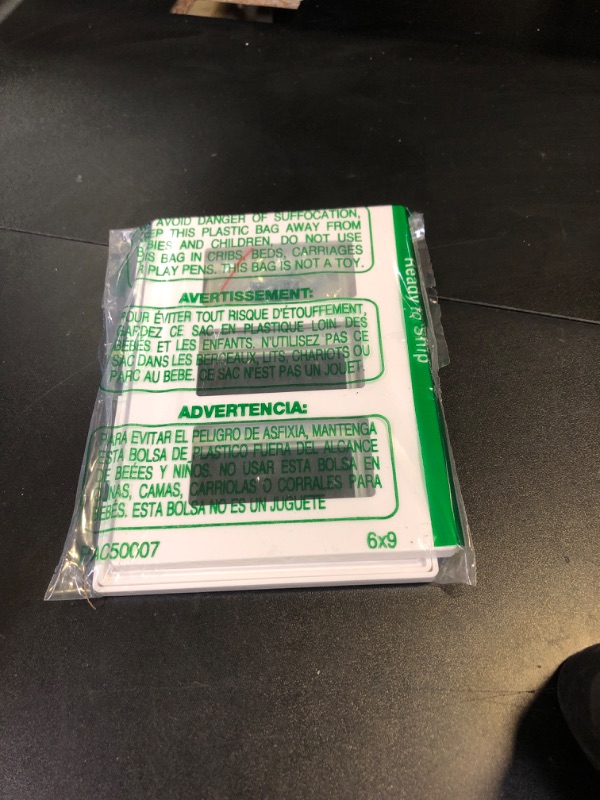 AVOID DANGER OF SUFFOCATION,
THIS PLASTIC BAG AWAY FROM
AND CHILDREN, DO NOT USE
BAG IN CRIBS, BEDS, CARRIAGES
PLAY PENS. THIS BAG IS NOT A TOY.
Ready to Ship
AVERTISSEMENT:
POUR ÉVITER TOUT RISQUE D'ÉTOUFFEMENT,
GARDEZ CE SAC EN PLASTIQUE LOIN DES
BÉBÉS ET LES ENFANTS. N'UTILISEZ PAS CE
SAC DANS LES BERCEAUX, LITS, CHARIOTS OU
PARC AU BEBE. CE SAC N'EST PAS UN JOUET.
ADVERTENCIA:
PARA EVITAR EL PELIGRO DE ASFIXIA, MANTENGA
ESTA BOLSA DE PLASTICO FUERA DEL ALCANCE
DE BEBÉS Y NIÑOS. NO USAR ESTA BOLSA EN
CAMAS, CARRIOLAS O CORRALES PARA
BEBÉS. ESTA BOLSA NO ES UN JUGUETE
6x9